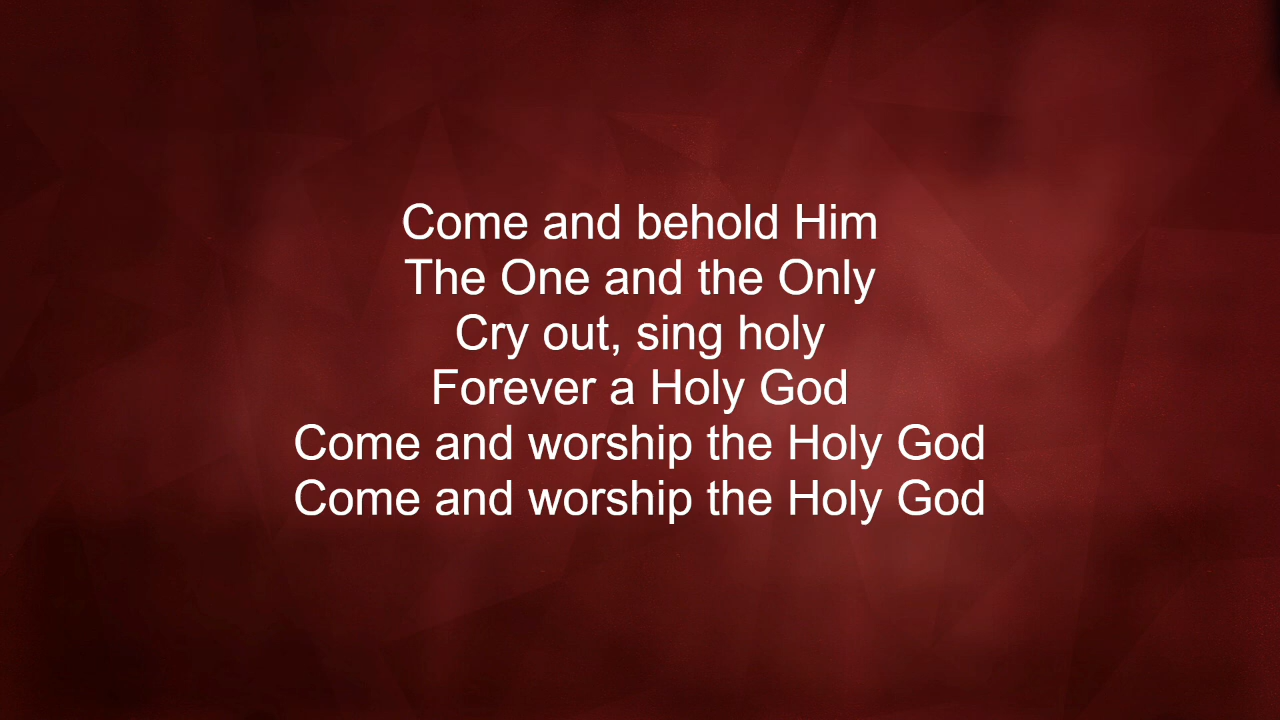 Come and behold Him
The One and the Only
Cry out, sing holy
Forever a Holy God
Come and worship the Holy God
Come and worship the Holy God